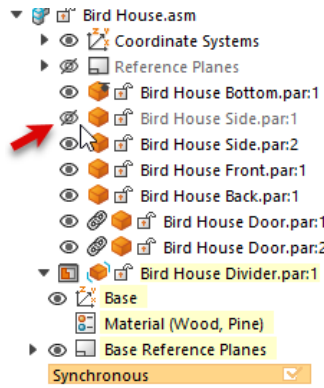 Bird House.asm
Coordinate Systems
Reference Planes
Bird House Bottom.par:1
Bird House Side.par:1
Bird House Side.par:2
Bird House Front.par:1
Bird House Back.par:1
Bird House Door.par:1
Bird House Door.par:2
Bird House Divider.par:1
Base
Material (Wood, Pine)
Base Reference Planes
Synchronous